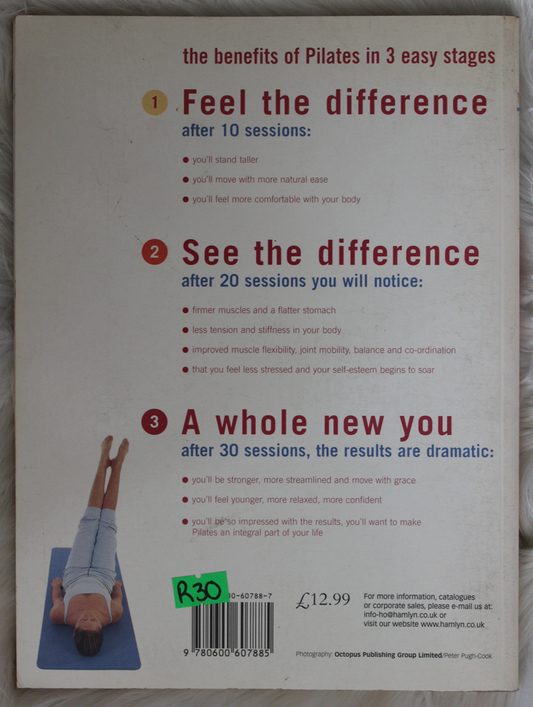 the benefits of Pilates in 3 easy stages
1 Feel the difference
after 10 sessions:
● you'll stand taller
● you'll move with more natural ease
● you'll feel more comfortable with your body
2 See the difference
after 20 sessions you will notice:
● firmer muscles and a flatter stomach
● less tension and stiffness in your body
● improved muscle flexibility, joint mobility, balance and co-ordination
● that you feel less stressed and your self-esteem begins to soar
3 A whole new you
after 30 sessions, the results are dramatic:
● you'll be stronger, more streamlined and move with grace
● you'll feel younger, more relaxed, more confident
● you'll be so impressed with the results, you'll want to make
Pilates an integral part of your life
R30
0-60788-7
9 780600 607885
£12.99
For more information, catalogues
or corporate sales, please e-mail us at:
info-ho@hamlyn.co.uk or
visit our website www.hamlyn.co.uk
Photography: Octopus Publishing Group Limited/Peter Pugh-Cook